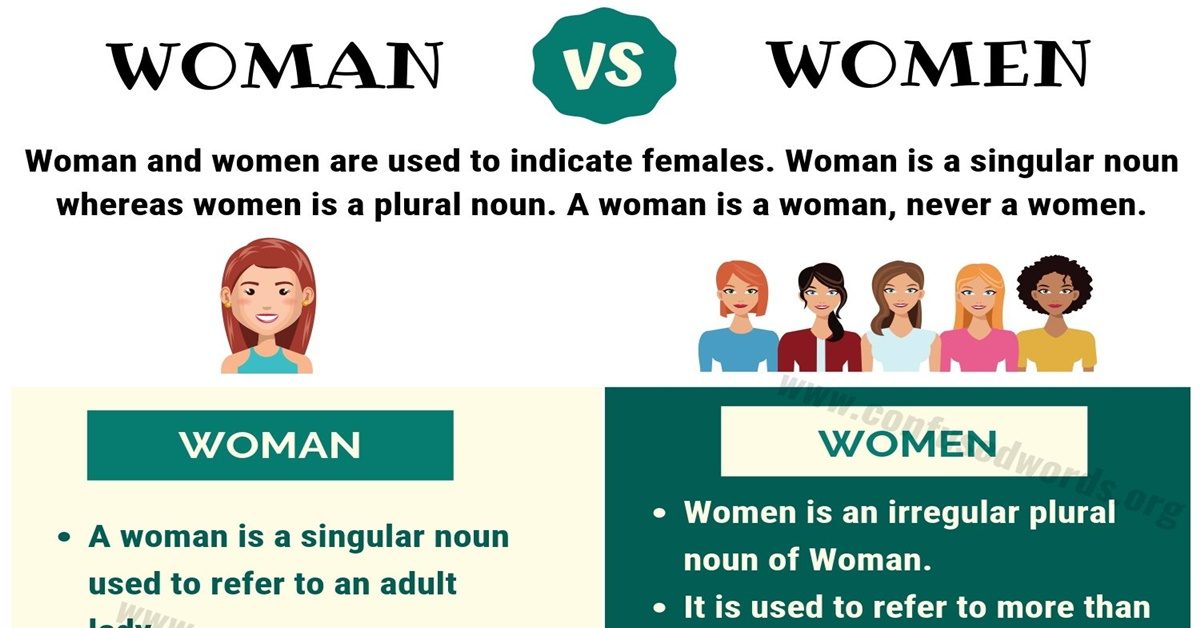 WOMAN VS WOMEN
Woman and women are used to indicate females. Woman is a singular noun
whereas women is a plural noun. A woman is a woman, never a women.
WOMAN
• A woman is a singular noun
used to refer to an adult
lady
WOMEN
• Women is an irregular plural
noun of Woman.
• It is used to refer to more than
www.confusedwords.org
www.